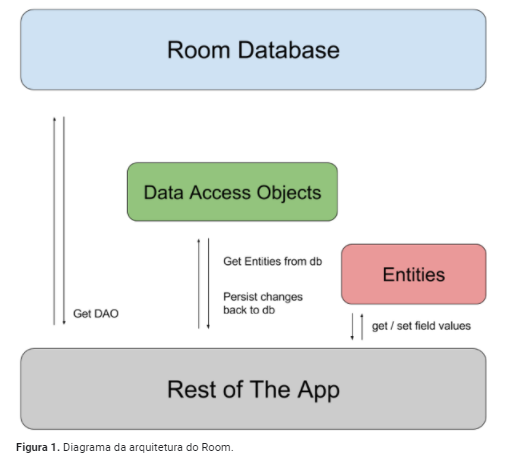 Room Database
Data Access Objects
Get Entities from db
Persist changes
back to db
Entities
Get DAO
get / set field values
Rest of The App
Figura 1. Diagrama da arquitetura do Room.